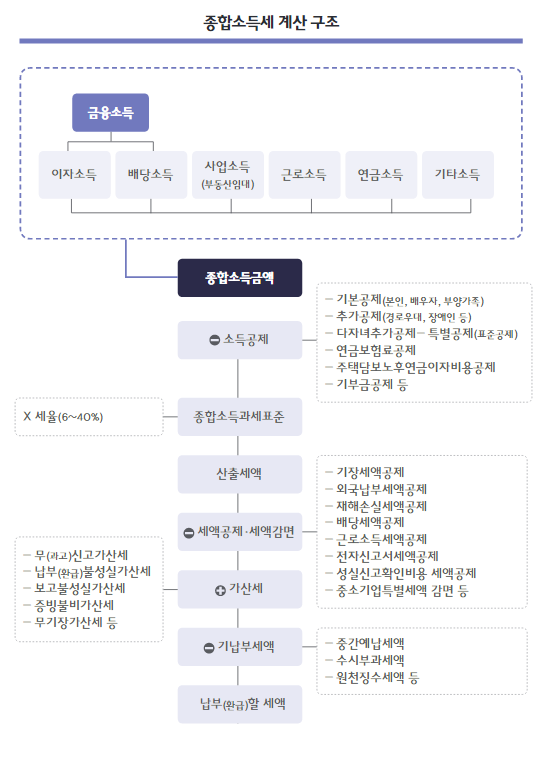 종합소득세 계산 구조
금융소득
이자소득
배당소득
사업소득
(부동산임대)
근로소득
연금소득
기타소득
종합소득금액
− 소득공제
− 기본공제(본인, 배우자, 부양가족)
− 추가공제(경로우대, 장애인 등)
− 다자녀추가공제− 특별공제(표준공제)
− 연금보험료공제
− 주택담보노후연금이자비용공제
− 기부금공제 등
X 세율(6~40%)
종합소득과세표준
산출세액
− 세액공제·세액감면
− 기장세액공제
− 외국납부세액공제
− 재해손실세액공제
− 배당세액공제
− 근로소득세액공제
− 전자신고서세액공제
− 성실신고확인비용 세액공제
− 중소기업특별세액 감면 등
− 무(과고)신고가산세
− 납부(환급)불성실가산세
− 보고불성실가산세
− 증빙불비가산세
− 무기장가산세 등
+ 가산세
− 기납부세액
− 중간예납세액
− 수시부과세액
− 원천징수세액 등
납부(환급)할 세액